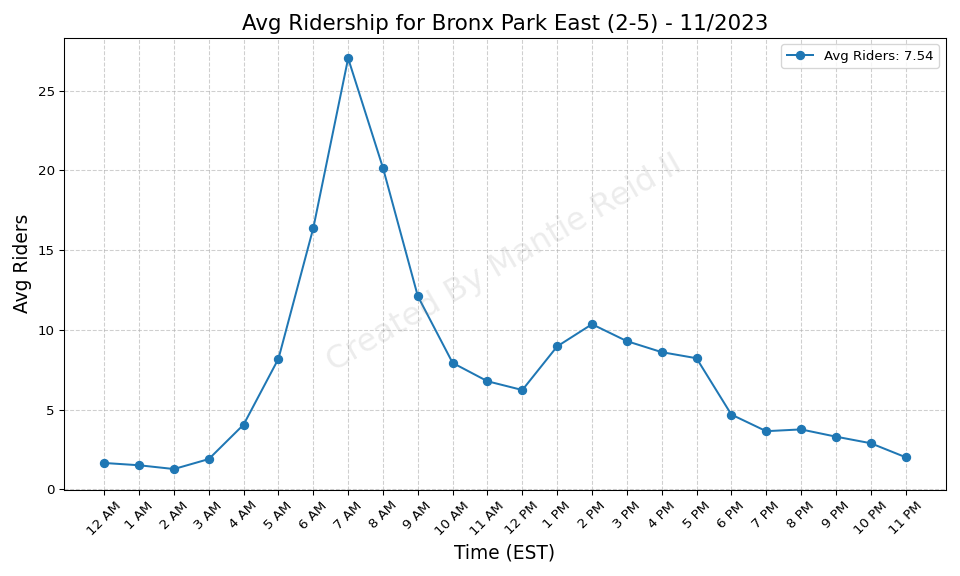 Avg Ridership for Bronx Park East (2-5) - 11/2023
Avg Riders: 7.54
Avg Riders
25
20
15
10
5
0
Created By Mantle Reid II
12 AM
1 AM
2 AM
3 AM
4 AM
5 AM
6 AM
7 AM
8 AM
9 AM
10 AM
11 AM
12 PM
1 PM
2 PM
3 PM
4 PM
5 PM
6 PM
7 PM
8 PM
9 PM
10 PM
11 PM
Time (EST)